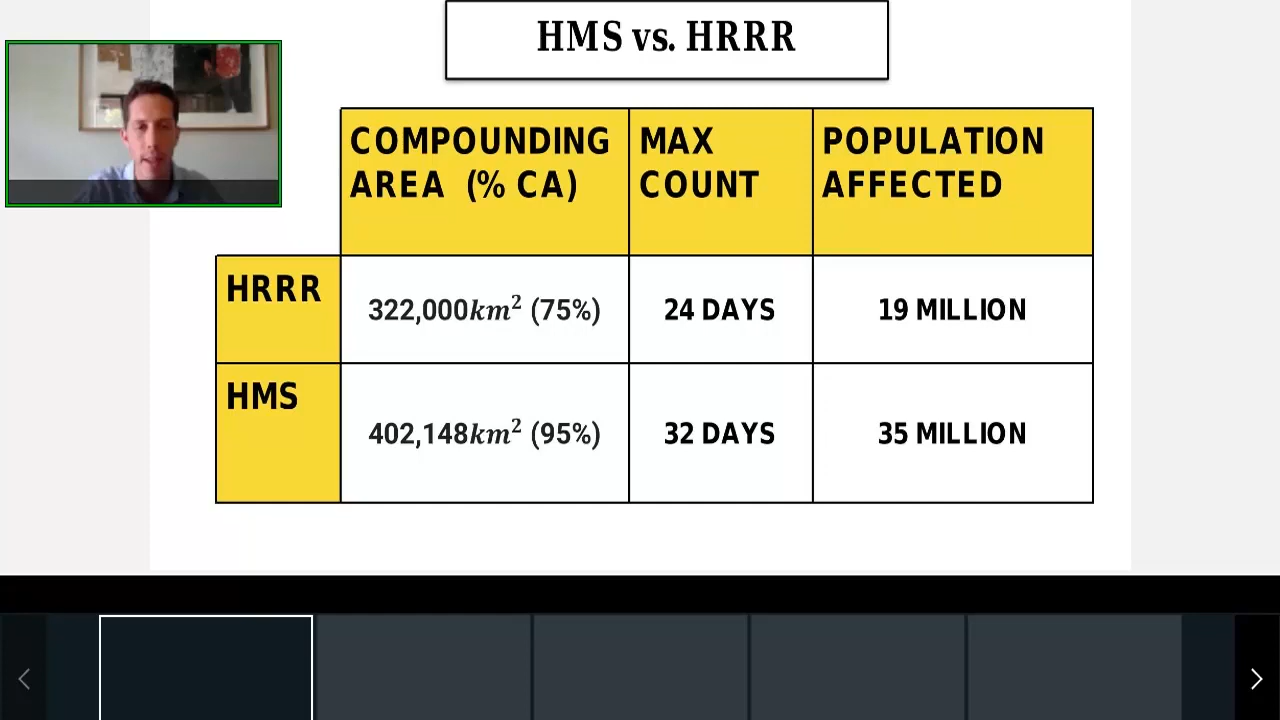 HMS vs. HRRR
COMPOUNDING
AREA (% CA)
MAX
COUNT
POPULATION
AFFECTED
HRRR
322,000km² (75%)
24 DAYS
19 MILLION
HMS
402,148km² (95%)
32 DAYS
35 MILLION